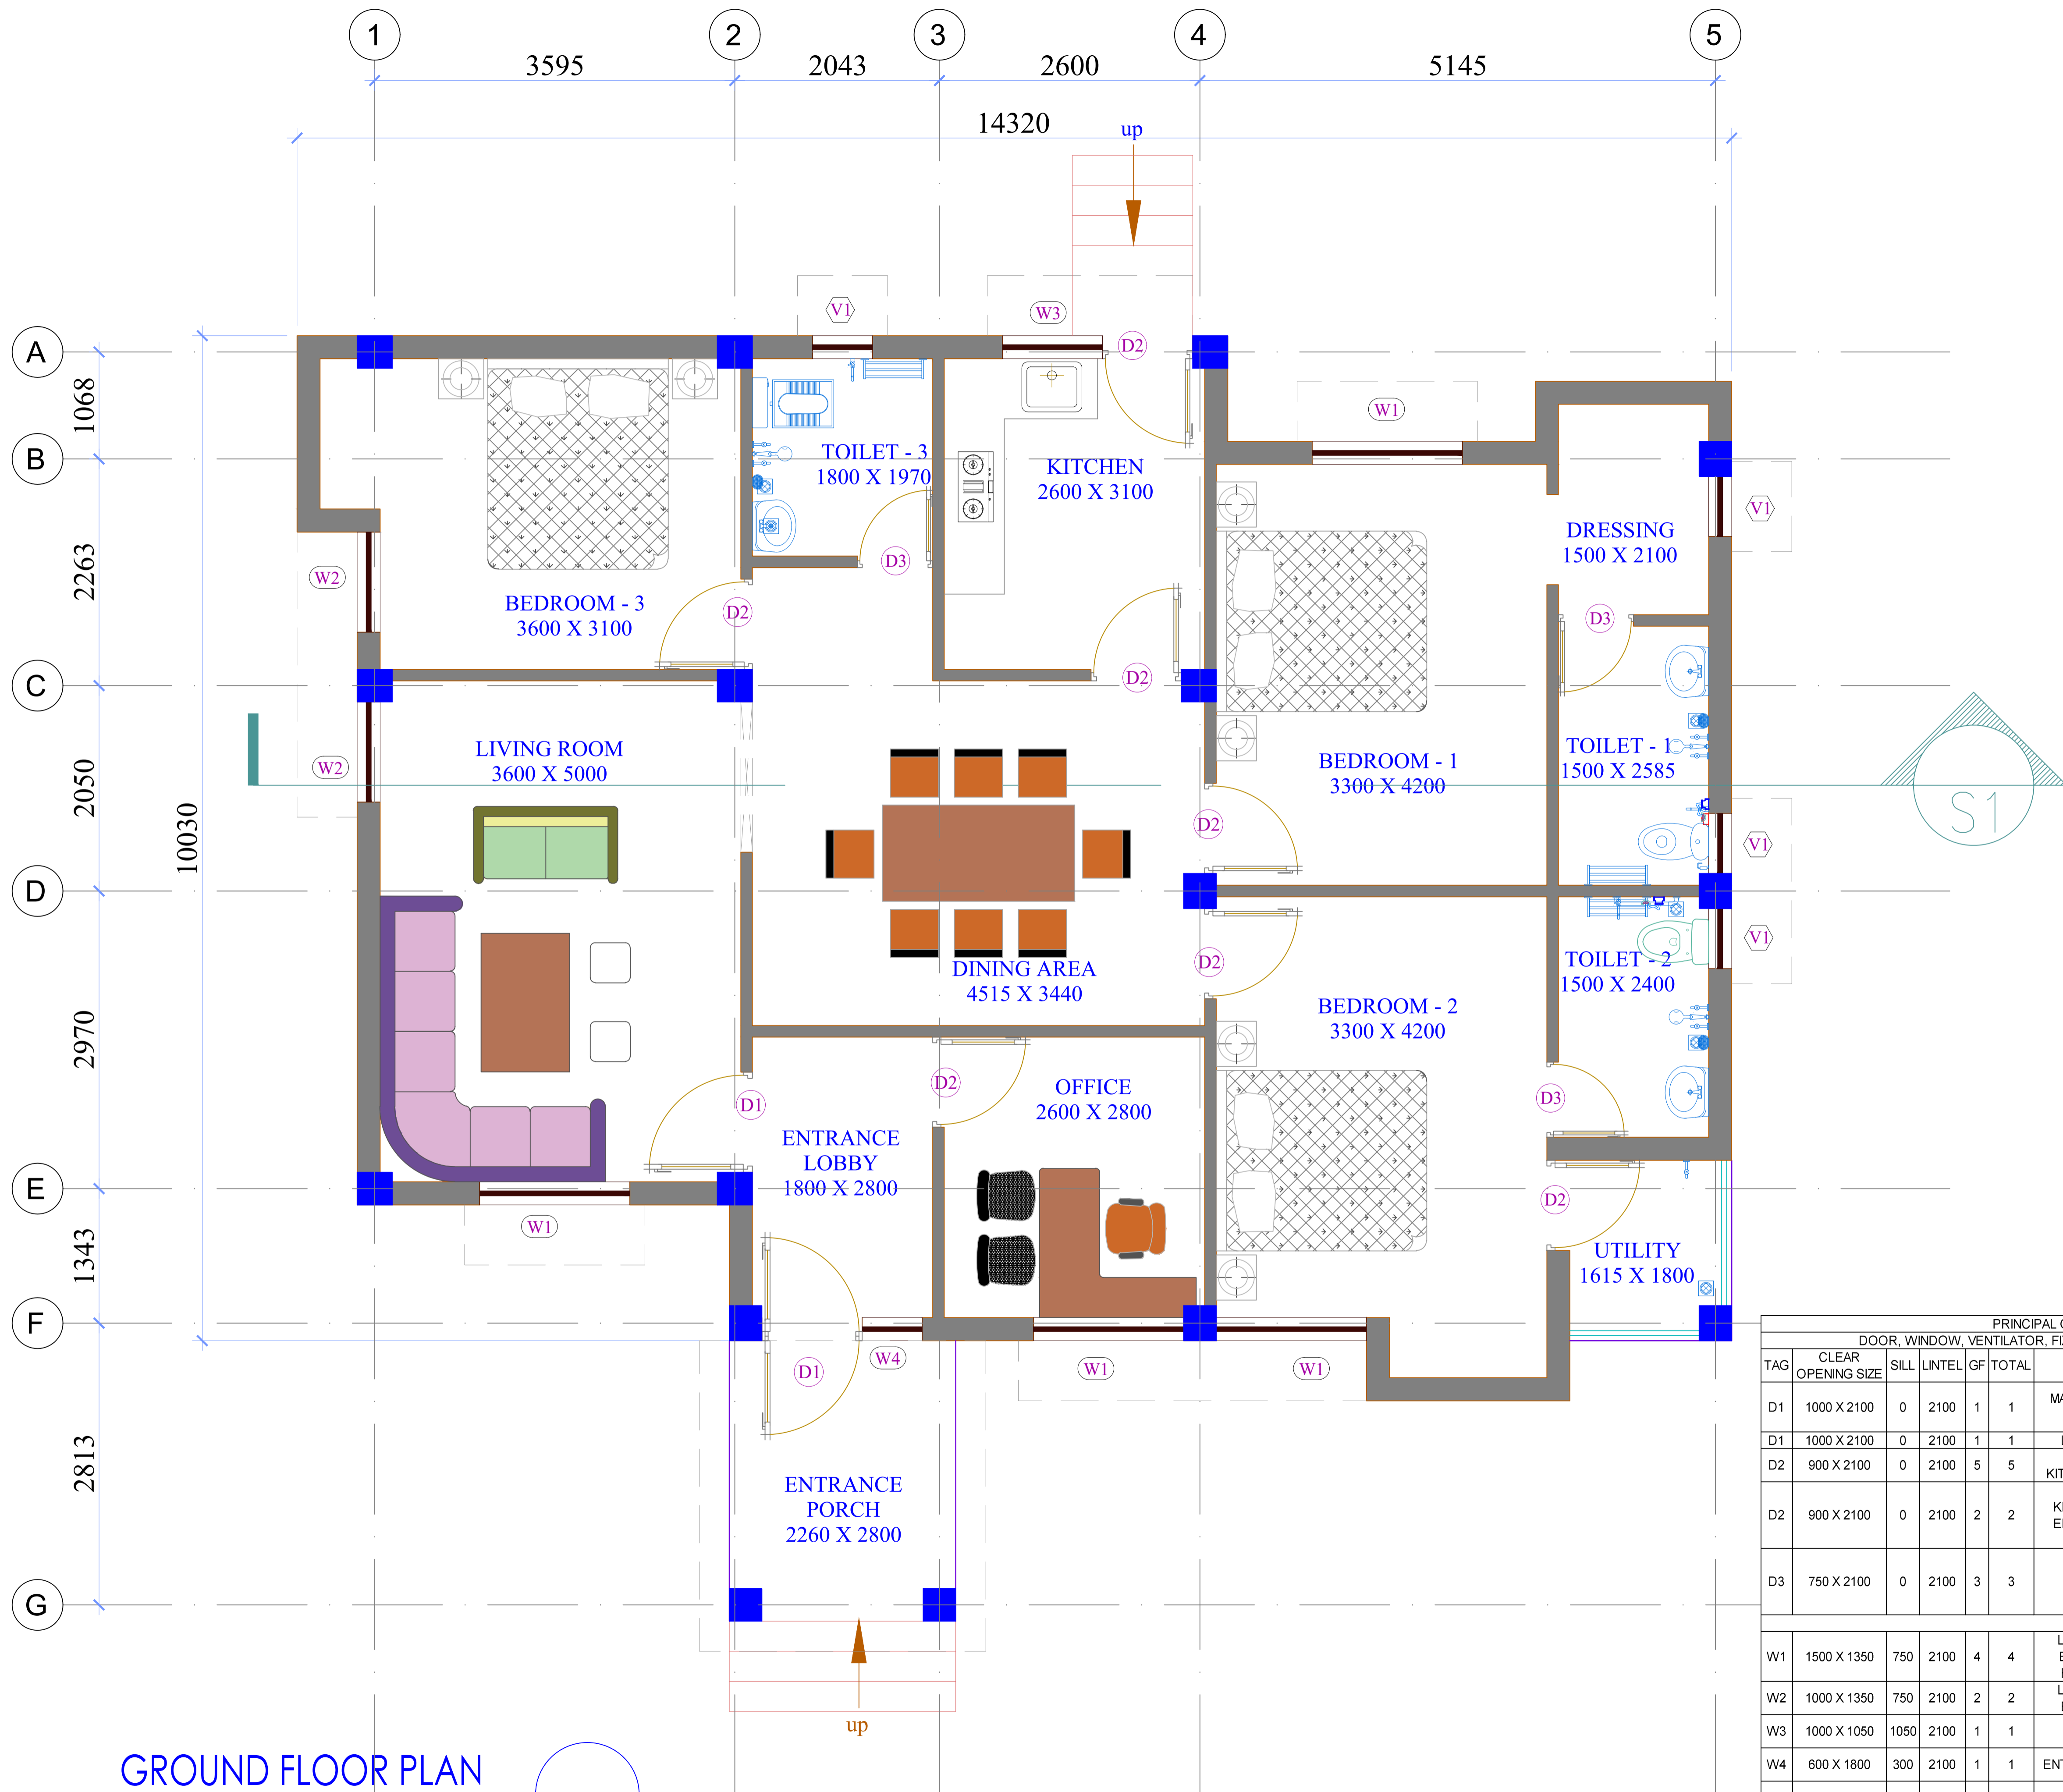 1 2 3 4 5
3595 2043 2600 5145
14320
up
A
V1 W3
D2
1068
W1
B
TOILET - 3
1800 X 1970
KITCHEN
2600 X 3100
V1
DRESSING
1500 X 2100
2263
D3
W2
BEDROOM - 3
3600 X 3100
D2
D3
D2
C
LIVING ROOM
3600 X 5000
W2
TOILET - 1
1500 X 2585
BEDROOM - 1
3300 X 4200
2050
S1
10030
D2
V1
D
V1
D2
DINING AREA
4515 X 3440
TOILET - 2
1500 X 2400
BEDROOM - 2
3300 X 4200
2970
D2
OFFICE
2600 X 2800
D1
D3
ENTRANCE
LOBBY
1800 X 2800
E
D2
W1
1343
UTILITY
1615 X 1800
F
D1
W4
W1
W1
2813
ENTRANCE
PORCH
2260 X 2800
G
up
GROUND FLOOR PLAN
PRINCIPAL
DOOR, WINDOW, VENTILATOR,
TAG CLEAR OPENING SIZE SILL LINTEL GF TOTAL
D1 1000 X 2100 0 2100 1 1
D1 1000 X 2100 0 2100 1 1
D2 900 X 2100 0 2100 5 5
D2 900 X 2100 0 2100 2 2
D3 750 X 2100 0 2100 3 3
W1 1500 X 1350 750 2100 4 4
W2 1000 X 1350 750 2100 2 2
W3 1000 X 1050 1050 2100 1 1
W4 600 X 1800 300 2100 1 1